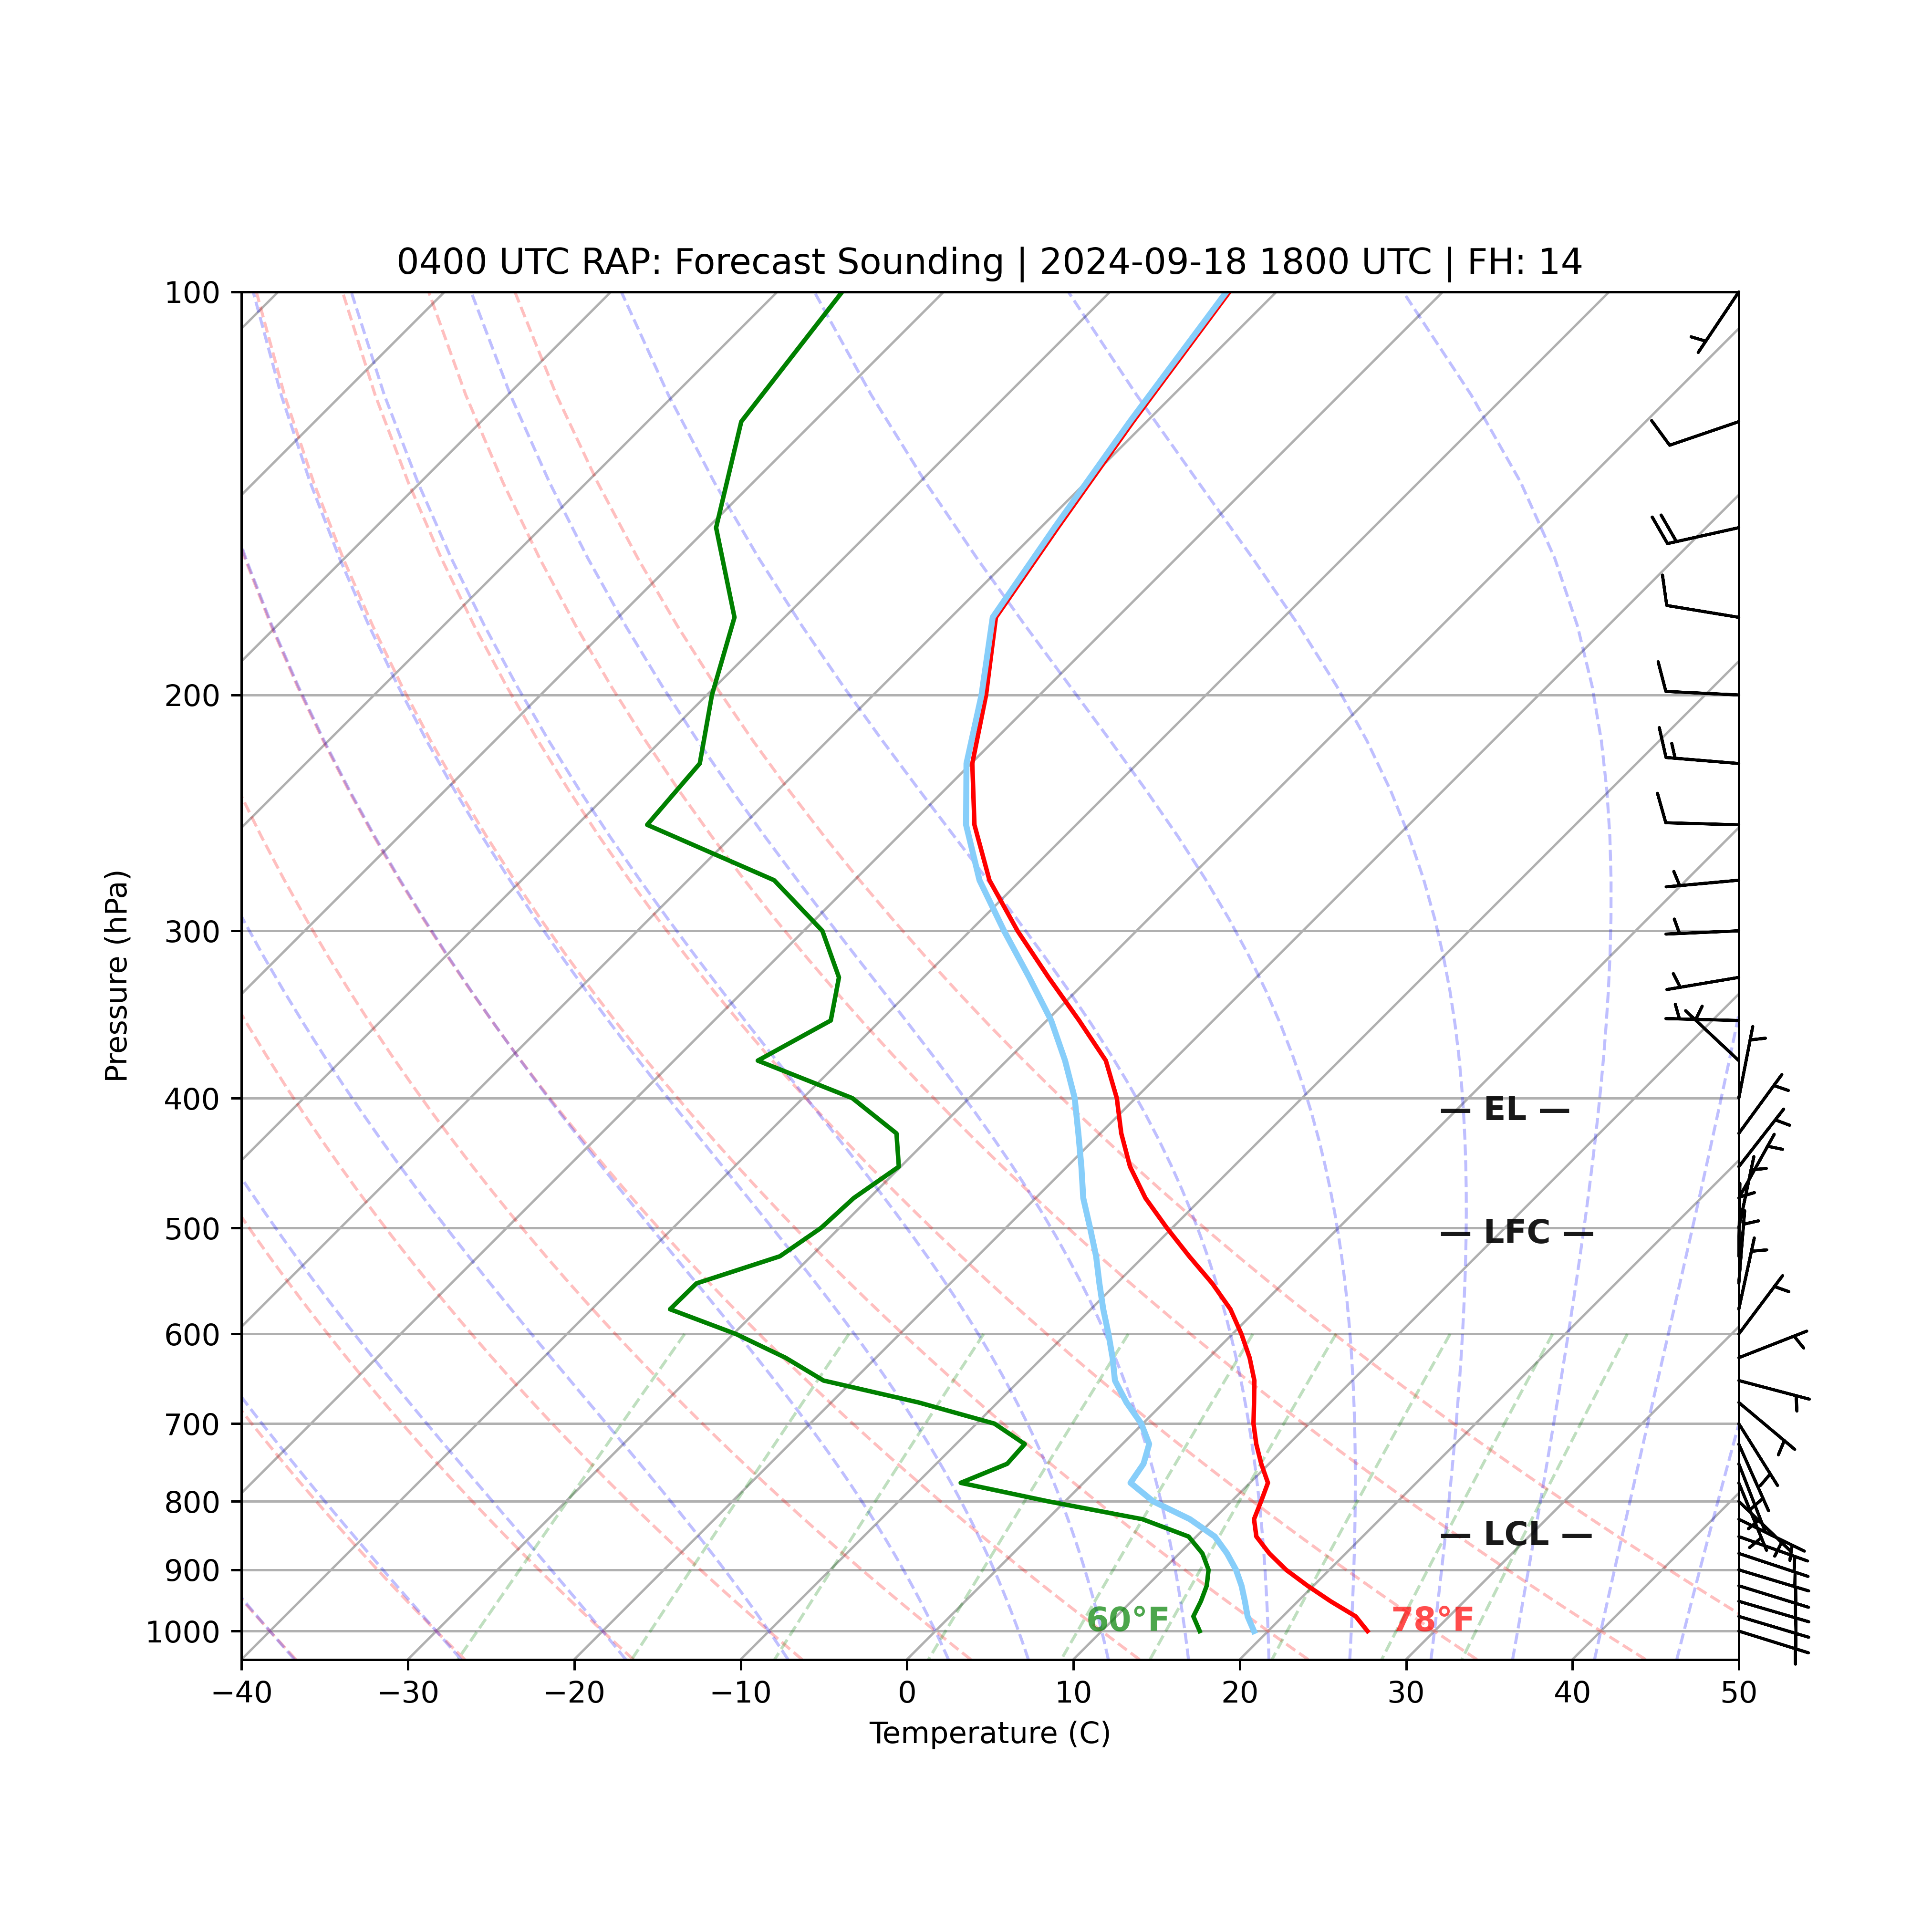 0400 UTC RAP: Forecast Sounding | 2024-09-18 1800 UTC | FH: 14
100
200
300
400
500
600
700
800
900
1000
Pressure (hPa)
— EL —
— LFC —
— LCL —
60°F
78°F
−40 −30 −20 −10 0 10 20 30 40 50
Temperature (C)